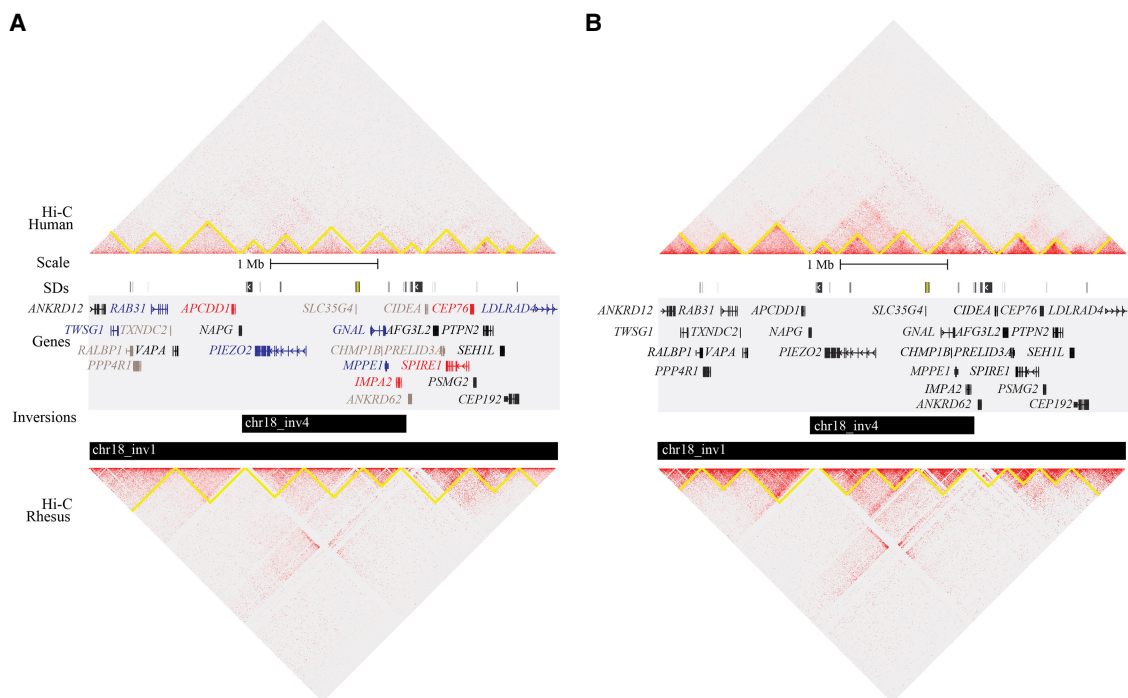 A
B
Hi-C
Human
Scale
1 Mb
1 Mb
SDs
ANKRD12 RAB31 APCDD1 SLC35G4 CIDEA CEP76 LDLRAD4
TWSG1 TXNDC2 NAPG GNAL AFG3L2 PTPN2
Genes
RALBP1 VAPA PIEZO2 CHMP1B PRELID3A SEH1L
PPP4R1 MPPE1 SPIRE1
IMPA2 PSMG2
ANKRD62 CEP192
ANKRD12 RAB31 APCDD1 SLC35G4 CIDEA CEP76 LDLRAD4
TWSG1 TXNDC2 NAPG GNAL AFG3L2 PTPN2
RALBP1 VAPA PIEZO2 CHMP1B PRELID3A SEH1L
PPP4R1 MPPE1 SPIRE1
IMPA2 PSMG2
ANKRD62 CEP192
Inversions
chr18_inv4
chr18_inv4
chr18_inv1
chr18_inv1
Hi-C
Rhesus